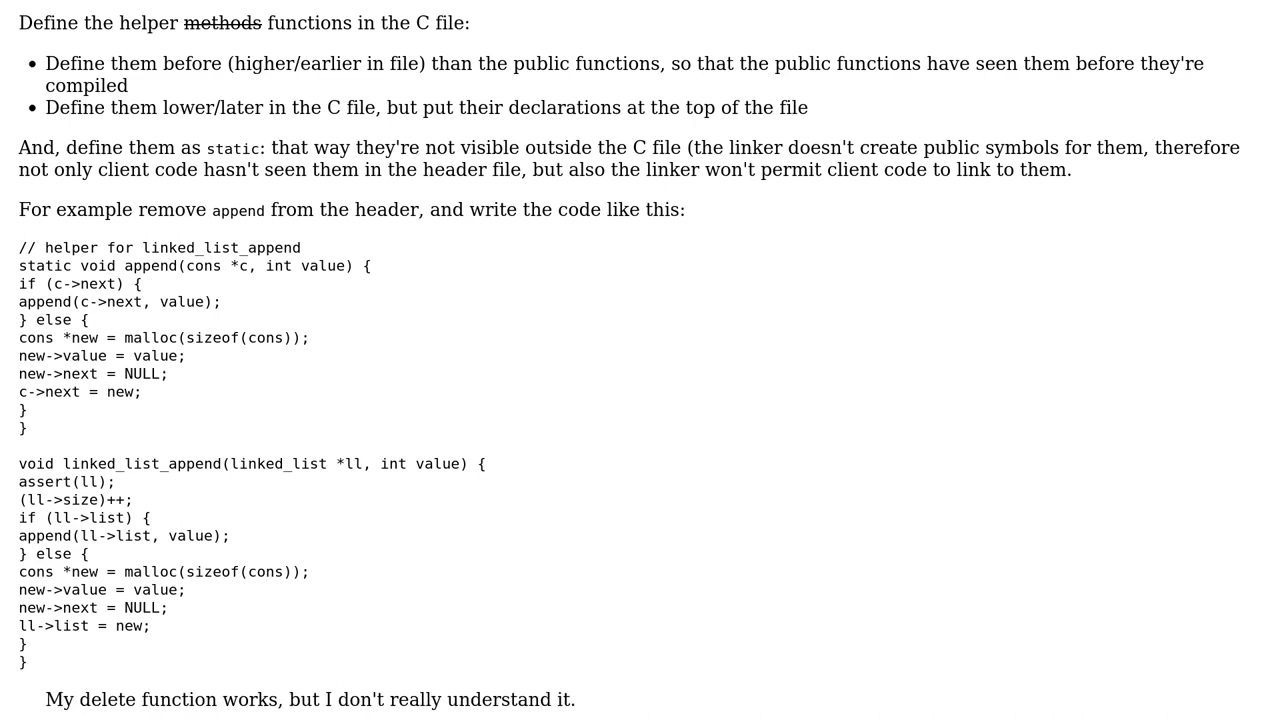 Define the helper methods functions in the C file:
Define them before (higher/earlier in file) than the public functions, so that the public functions have seen them before they're
compiled
Define them lower/later in the C file, but put their declarations at the top of the file
And, define them as static: that way they're not visible outside the C file (the linker doesn't create public symbols for them, therefore
not only client code hasn't seen them in the header file, but also the linker won't permit client code to link to them.
For example remove append from the header, and write the code like this:
// helper for linked_list_append
static void append(cons *c, int value) {
if (c->next) {
append(c->next, value);
} else {
cons *new = malloc(sizeof(cons));
new->value = value;
new->next = NULL;
c->next = new;
}
}
void linked_list_append(linked_list *ll, int value) {
assert(ll);
(ll->size)++;
if (ll->list) {
append(ll->list, value);
} else {
cons *new = malloc(sizeof(cons));
new->value = value;
new->next = NULL;
ll->list = new;
}
}
My delete function works, but I don't really understand it.